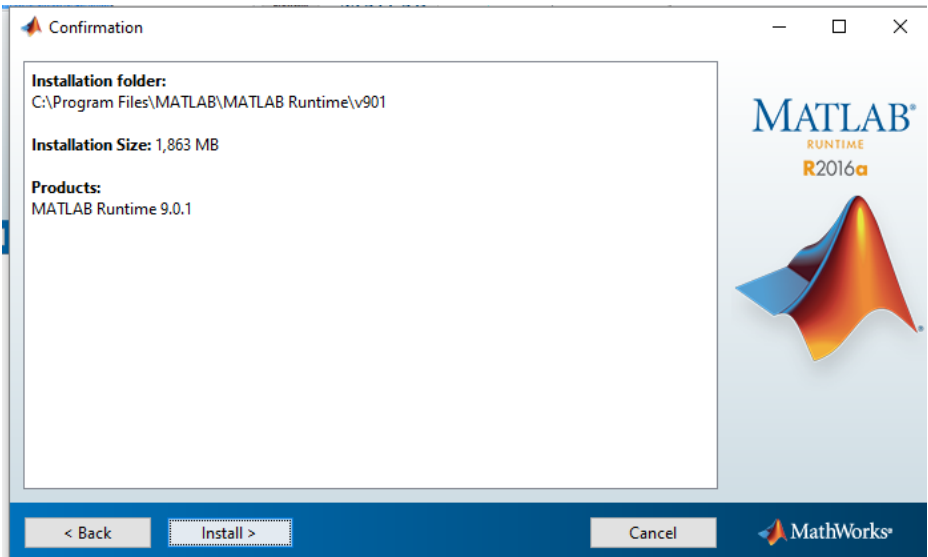 Confirmation
Installation folder:
C:\Program Files\MATLAB\MATLAB Runtime\v901
Installation Size: 1,863 MB
Products:
MATLAB Runtime 9.0.1
MATLAB®
RUNTIME
R2016a
< Back
Install >
Cancel
MathWorks®